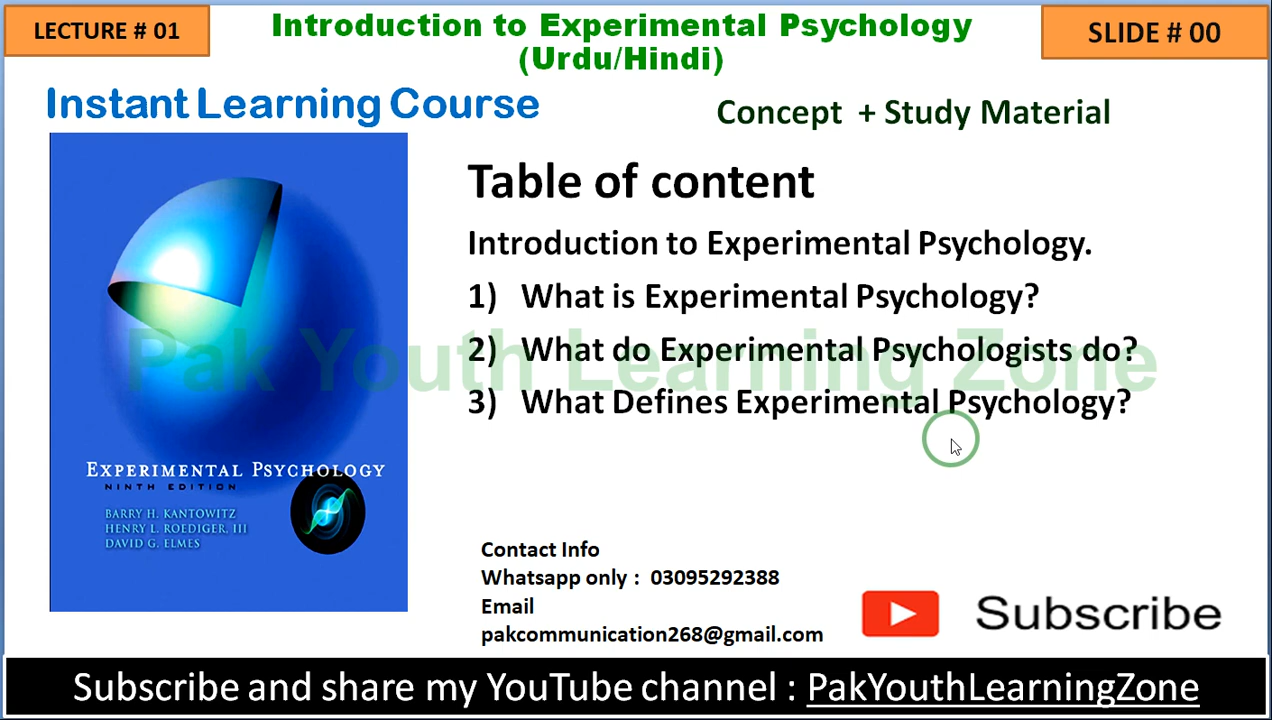 LECTURE # 01
Introduction to Experimental Psychology
(Urdu/Hindi)
SLIDE # 00
Instant Learning Course
Concept + Study Material
Table of content
Introduction to Experimental Psychology.
1) What is Experimental Psychology?
2) What do Experimental Psychologists do?
3) What Defines Experimental Psychology?
Pak Youth Learning Zone
EXPERIMENTAL PSYCHOLOGY
NINTH EDITION
BARRY H. KANTOWITZ
HENRY L. ROEDIGER, III
DAVID G. ELMES
Contact Info
Whatsapp only : 03095292388
Email
pakcommunication268@gmail.com
Subscribe
Subscribe and share my YouTube channel : PakYouthLearningZone